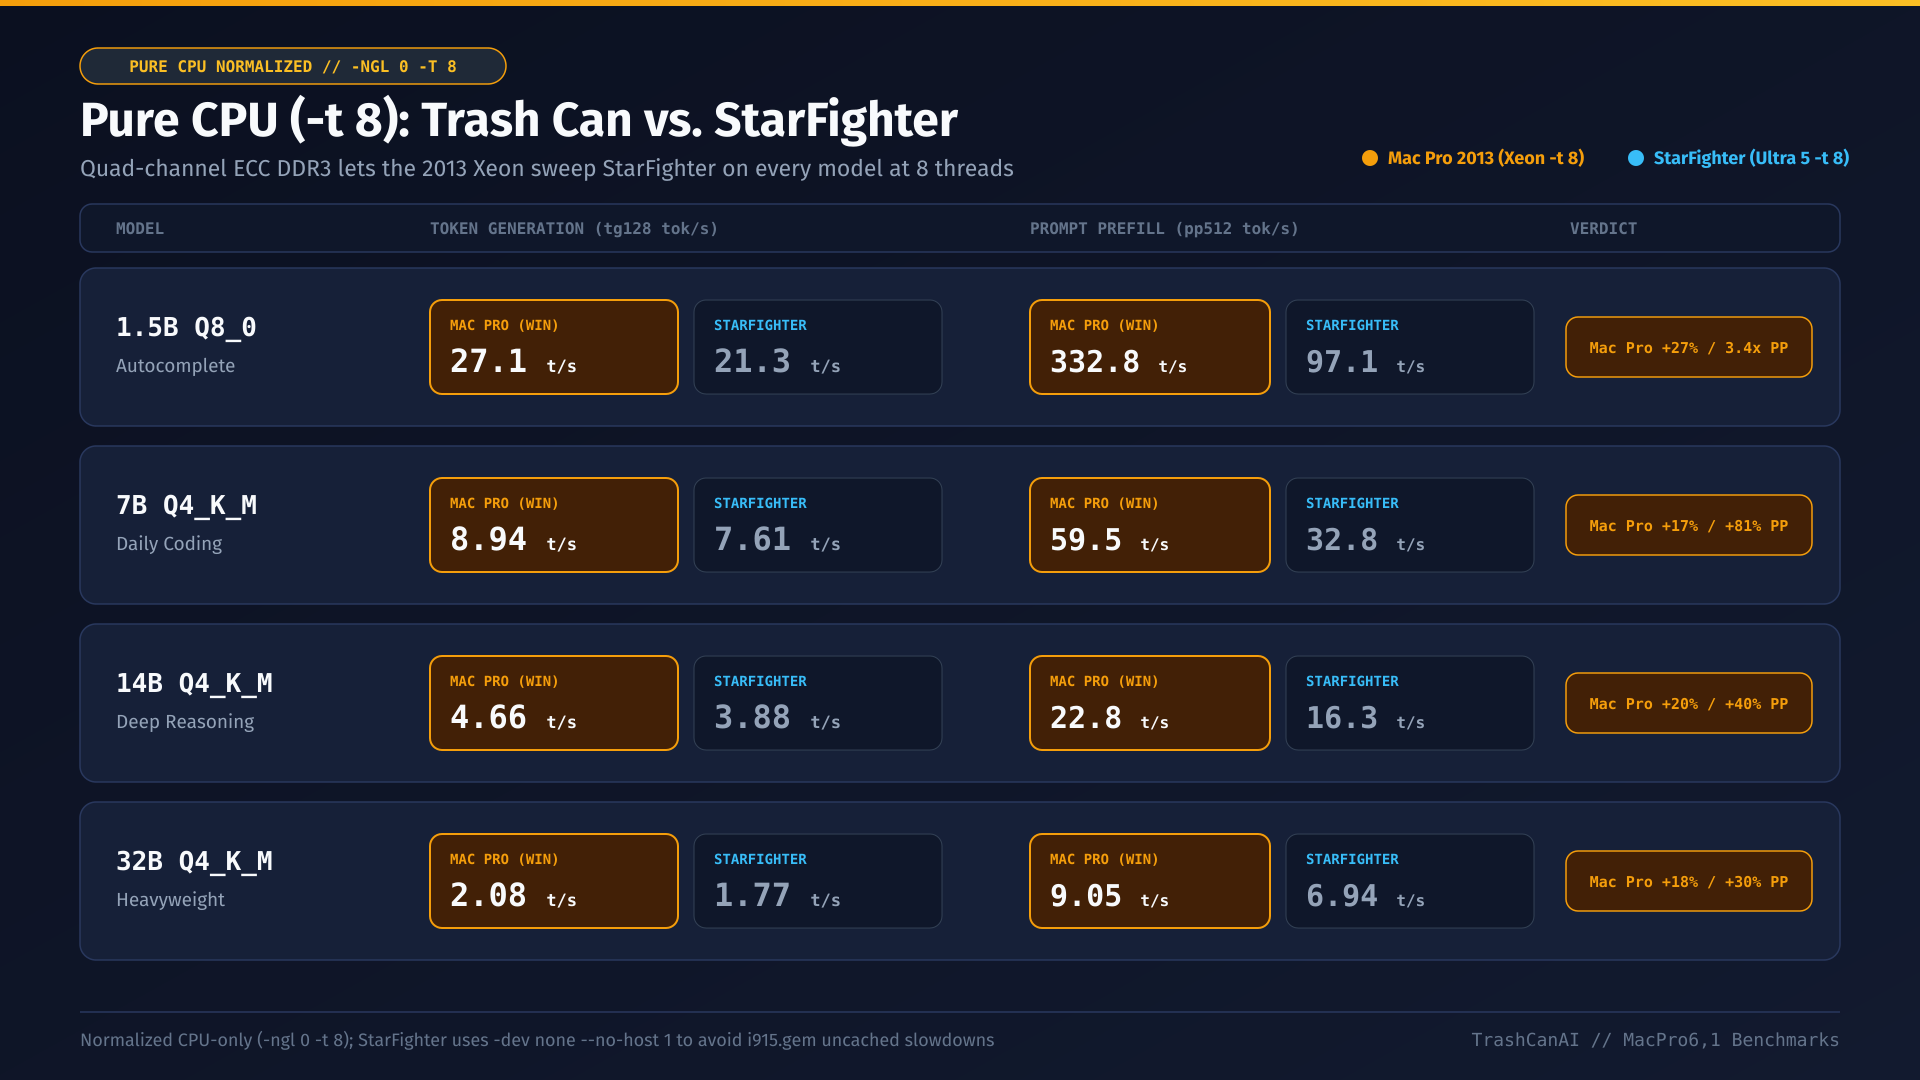 PURE CPU NORMALIZED // -NGL 0 -T 8
Pure CPU (-t 8): Trash Can vs. StarFighter
Quad-channel ECC DDR3 lets the 2013 Xeon sweep StarFighter on every model at 8 threads
Mac Pro 2013 (Xeon -t 8)
StarFighter (Ultra 5 -t 8)
MODEL
TOKEN GENERATION (tg128 tok/s)
PROMPT PREFILL (pp512 tok/s)
VERDICT
1.5B Q8_0
Autocomplete
MAC PRO (WIN)
27.1 t/s
STARFIGHTER
21.3 t/s
MAC PRO (WIN)
332.8 t/s
STARFIGHTER
97.1 t/s
Mac Pro +27% / 3.4x PP
7B Q4_K_M
Daily Coding
MAC PRO (WIN)
8.94 t/s
STARFIGHTER
7.61 t/s
MAC PRO (WIN)
59.5 t/s
STARFIGHTER
32.8 t/s
Mac Pro +17% / +81% PP
14B Q4_K_M
Deep Reasoning
MAC PRO (WIN)
4.66 t/s
STARFIGHTER
3.88 t/s
MAC PRO (WIN)
22.8 t/s
STARFIGHTER
16.3 t/s
Mac Pro +20% / +40% PP
32B Q4_K_M
Heavyweight
MAC PRO (WIN)
2.08 t/s
STARFIGHTER
1.77 t/s
MAC PRO (WIN)
9.05 t/s
STARFIGHTER
6.94 t/s
Mac Pro +18% / +30% PP
Normalized CPU-only (-ngl 0 -t 8); StarFighter uses -dev none --no-host 1 to avoid i915.gem uncached slowdowns
TrashCanAI // MacPro6,1 Benchmarks